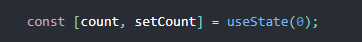 const [count, setCount] = useState(0);